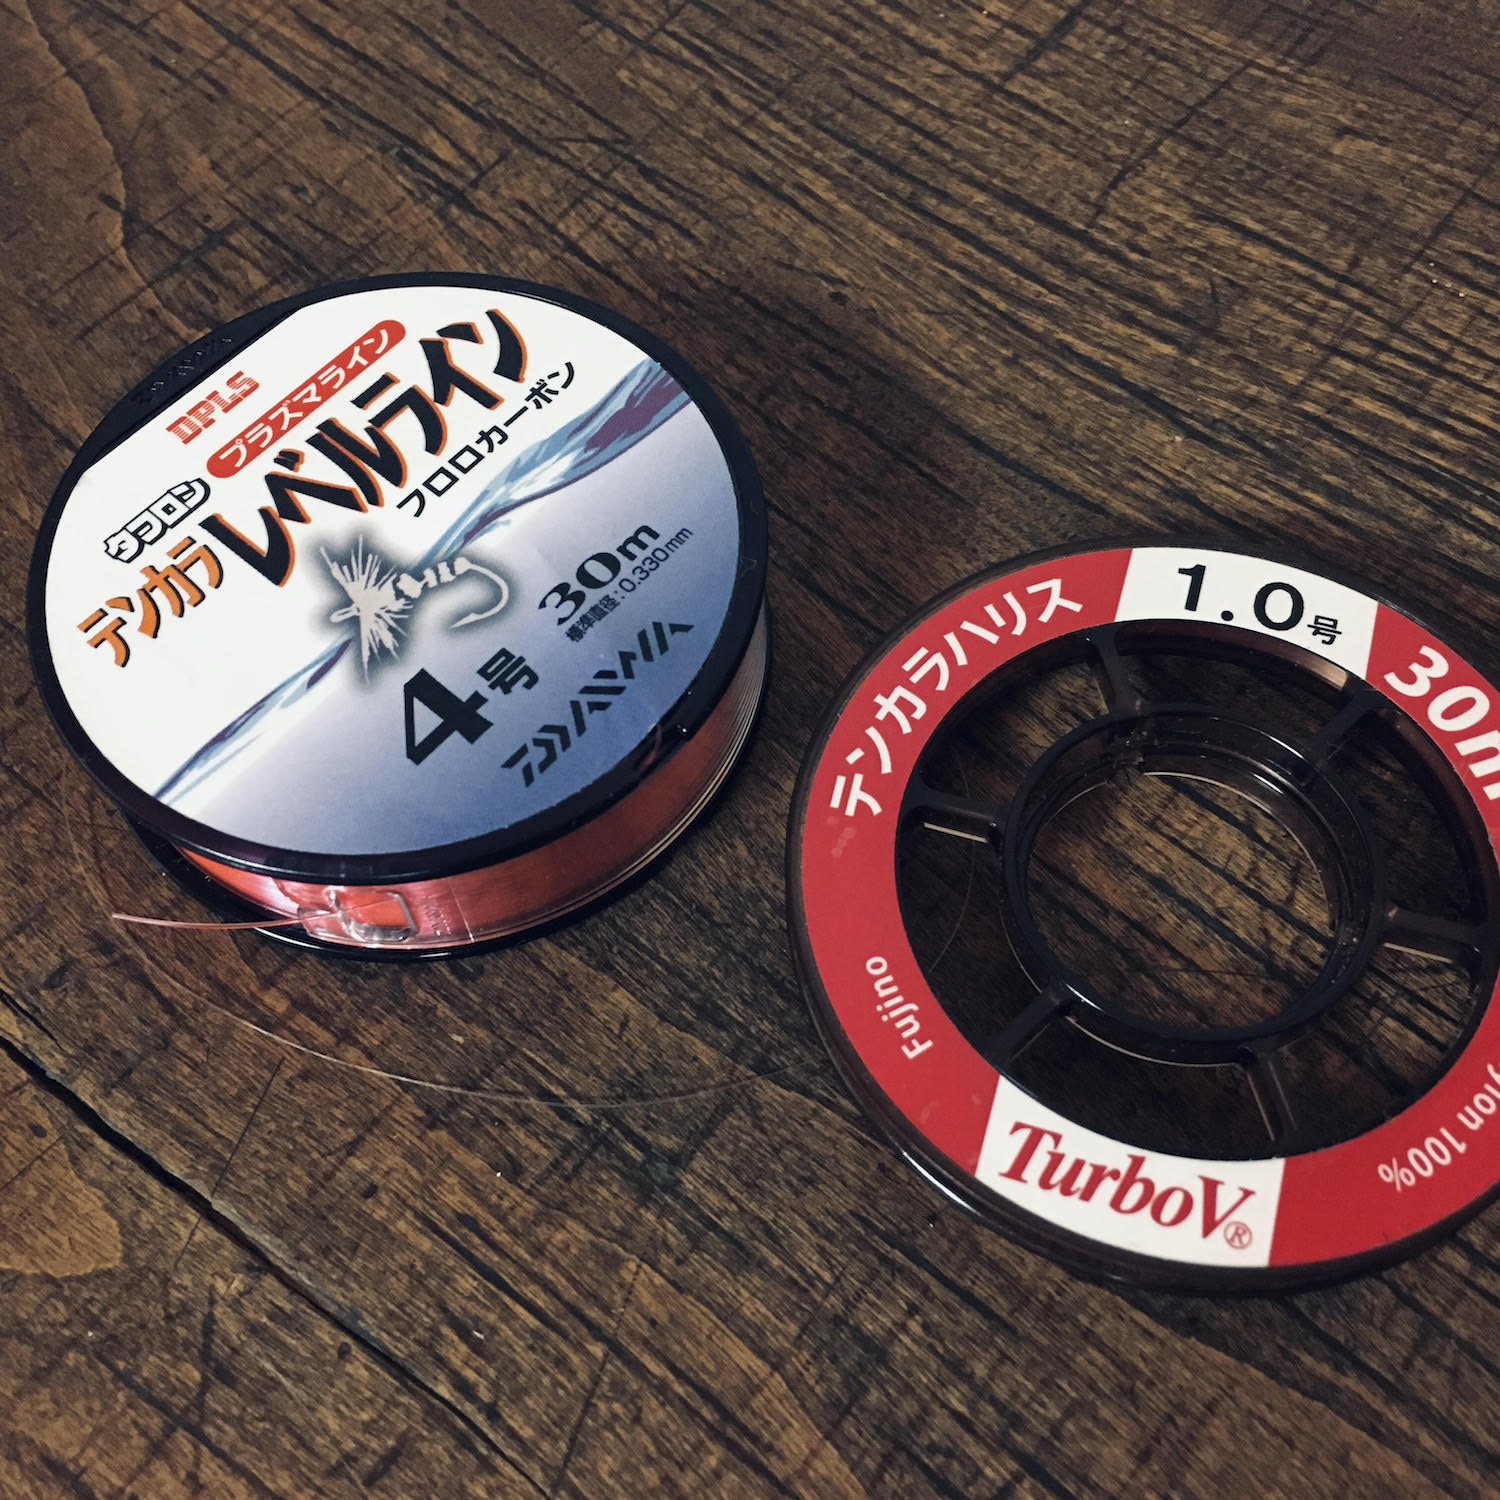 DPLS
プラズマライン
タフロン
テンカラ レベルライン
フロロカーボン
30m
標準直径:0.330mm
4号
DAIWA
テンカラハリス
1.0号
30m
Fujino
TurboV®
100%